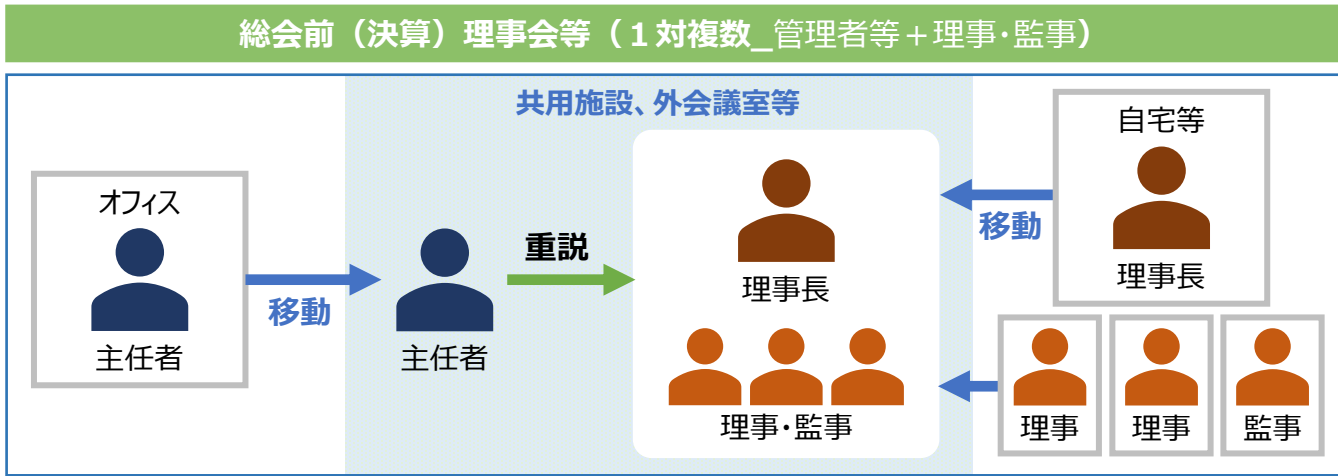 総会前（決算）理事会等（１対複数_管理者等＋理事・監事）
共用施設、外会議室等
オフィス
主任者
移動
主任者
重説
理事長
理事・監事
移動
自宅等
理事長
理事
理事
監事